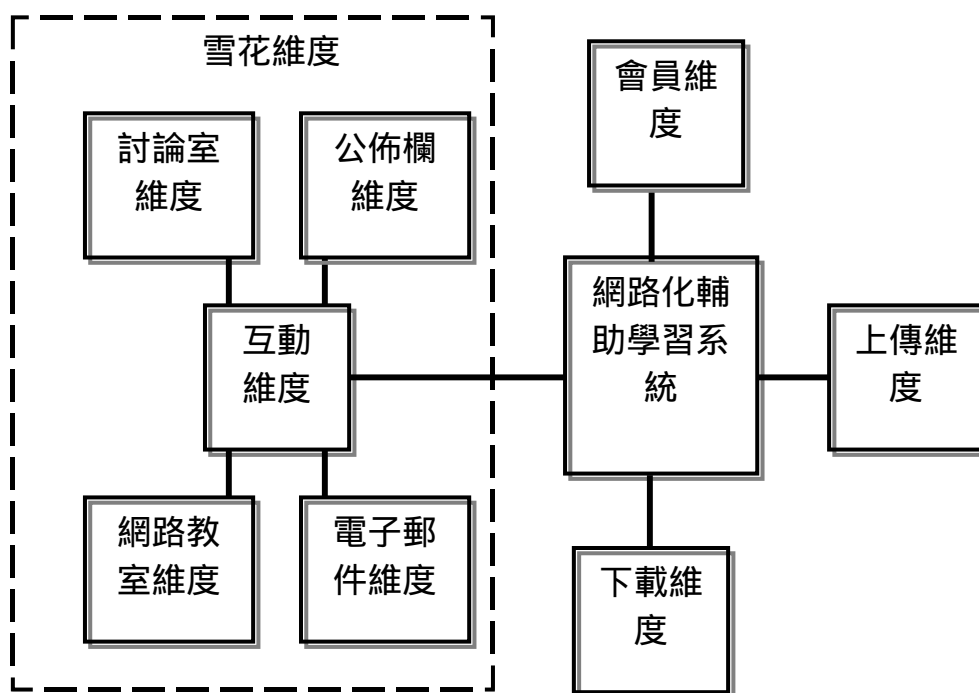 雪花維度
討論室
維度
公佈欄
維度
互動
維度
網路教
室維度
電子郵
件維度
會員維
度
網路化輔
助學習系
統
上傳維
度
下載維
度